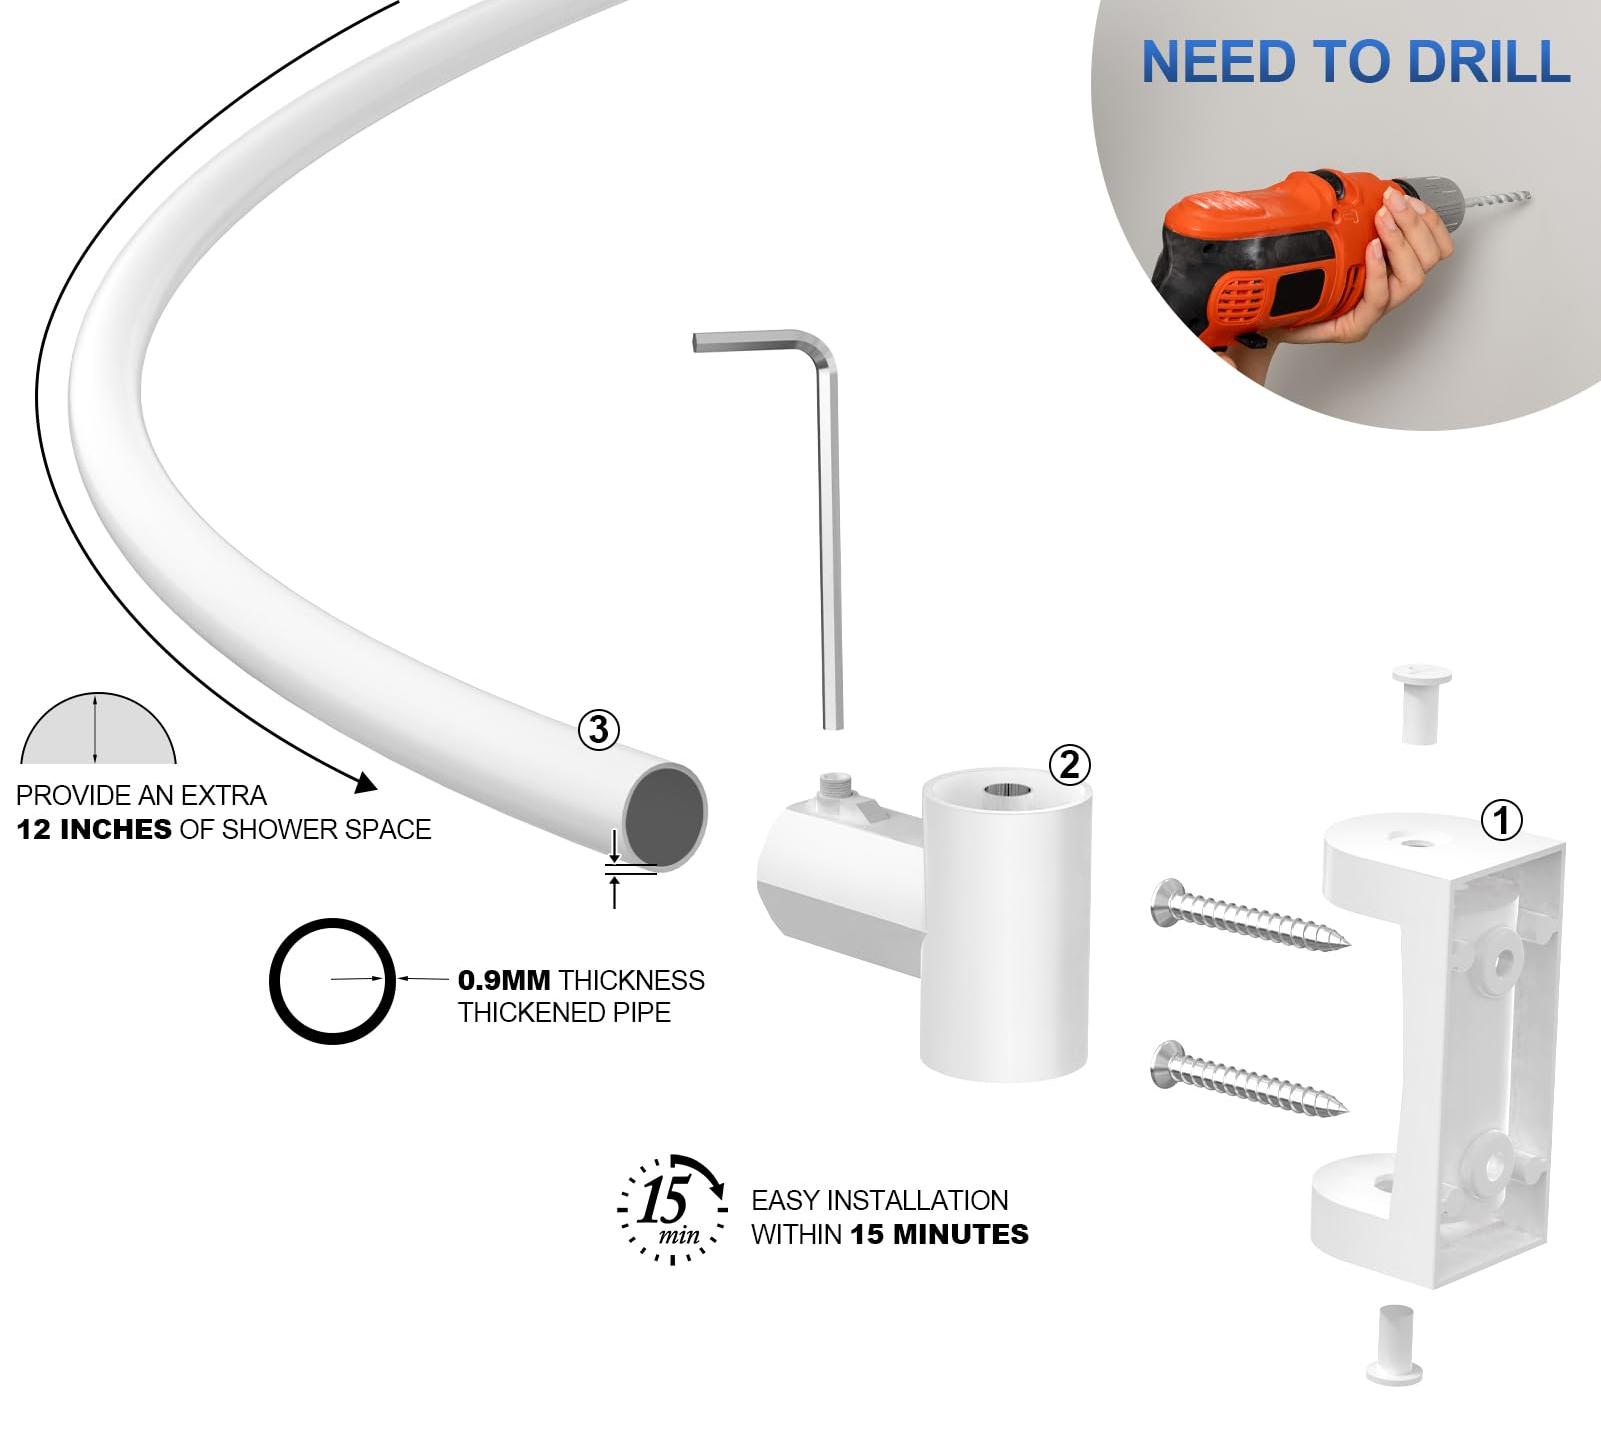 NEED TO DRILL
3
PROVIDE AN EXTRA
12 INCHES OF SHOWER SPACE
2
1
0.9MM THICKNESS
THICKENED PIPE
15
min
EASY INSTALLATION
WITHIN 15 MINUTES